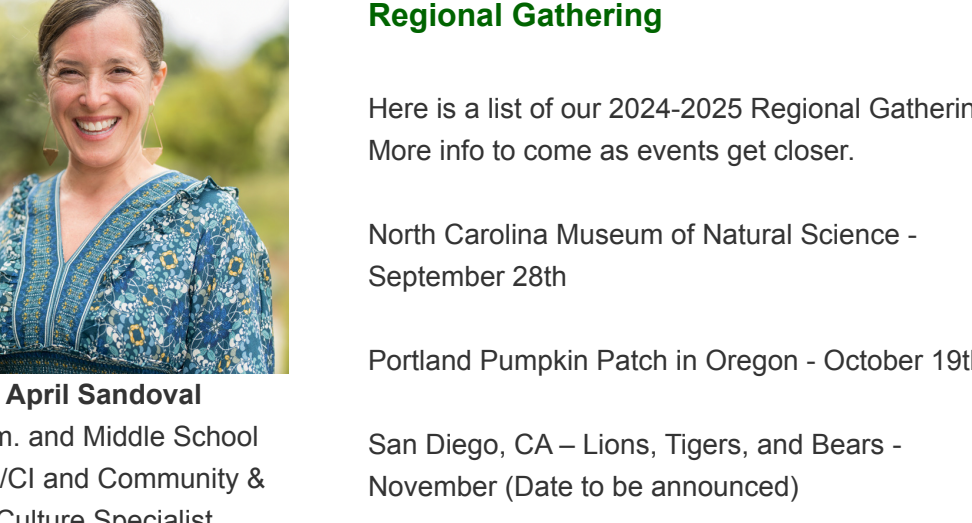 Regional Gathering
Here is a list of our 2024-2025 Regional
More info to come as events get closer.
North Carolina Museum of Natural Science -
September 28th
Portland Pumpkin Patch in Oregon - October
San Diego, CA – Lions, Tigers, and Bears -
November (Date to be announced)
April Sandoval
and Middle School
/CI and Community &
Culture Specialist